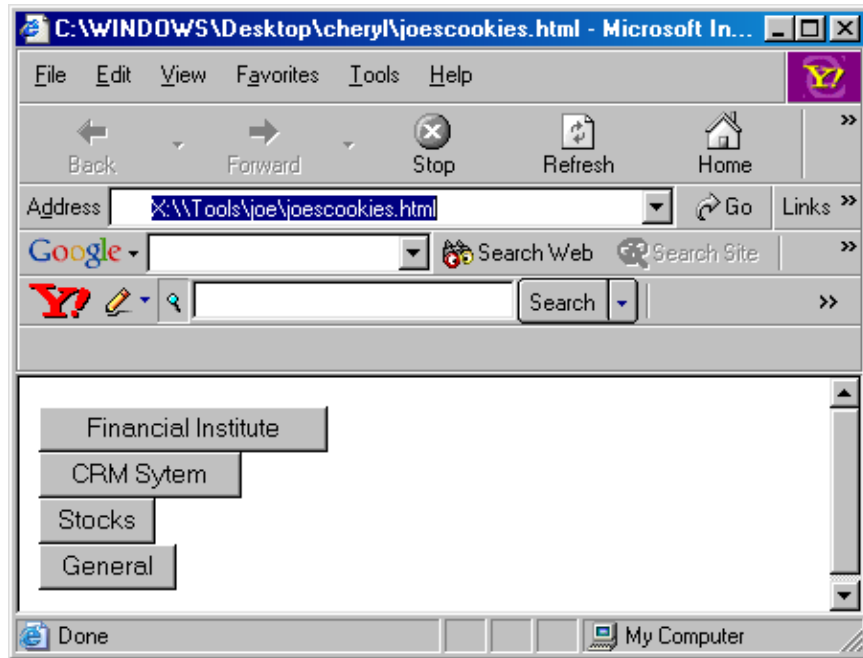 C:\WINDOWS\Desktop\cheryl\joescookies.html - Microsoft In...
File Edit View Favorites Tools Help
Y!
Back Forward Stop Refresh Home »
Address X:\\Tools\joe\joescookies.html Go Links »
Google Search Web Search Site »
Y! Search »
Financial Institute
CRM Sytem
Stocks
General
Done My Computer